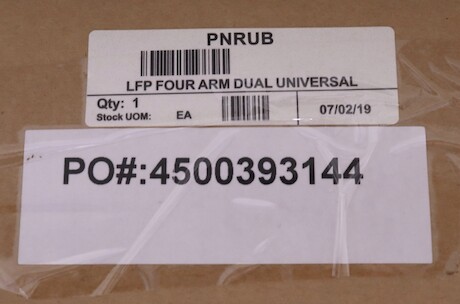 PNRUB
LFP FOUR ARM DUAL UNIVERSAL
Qty: 1
Stock UOM: EA
07/02/19
PO#:4500393144